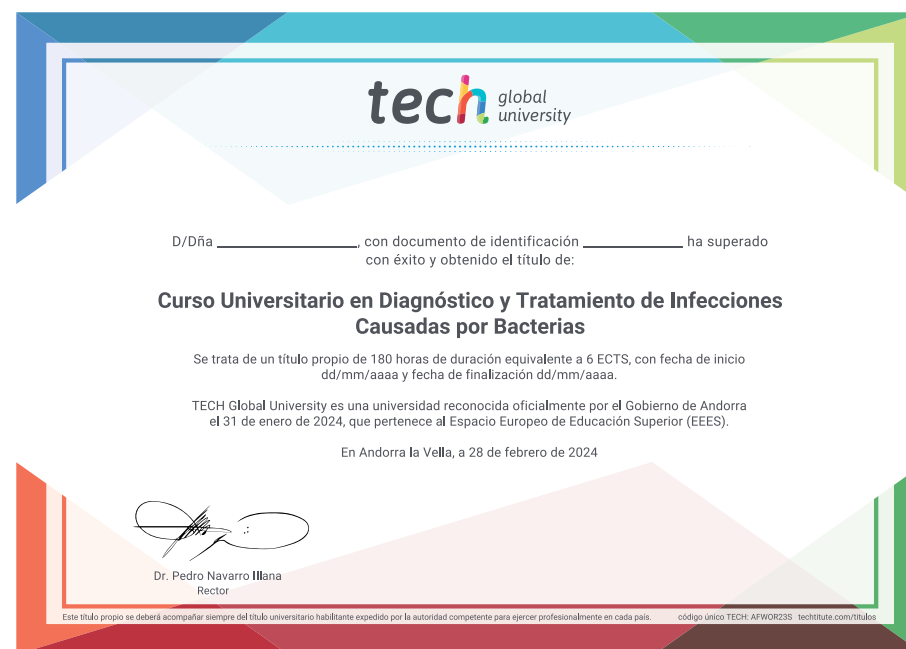 tech global university
D/Dña ____________, con documento de identificación ____________ ha superado
con éxito y obtenido el título de:
Curso Universitario en Diagnóstico y Tratamiento de Infecciones
Causadas por Bacterias
Se trata de un título propio de 180 horas de duración equivalente a 6 ECTS, con fecha de inicio
dd/mm/aaaa y fecha de finalización dd/mm/aaaa.
TECH Global University es una universidad reconocida oficialmente por el Gobierno de Andorra
el 31 de enero de 2024, que pertenece al Espacio Europeo de Educación Superior (EEES).
En Andorra la Vella, a 28 de febrero de 2024
Dr. Pedro Navarro Illana
Rector
Este título propio se deberá acompañar siempre del título universitario habilitante expedido por la autoridad competente para ejercer profesionalmente en cada país. código único TECH: AFWOR23S techtitute.com/titulos